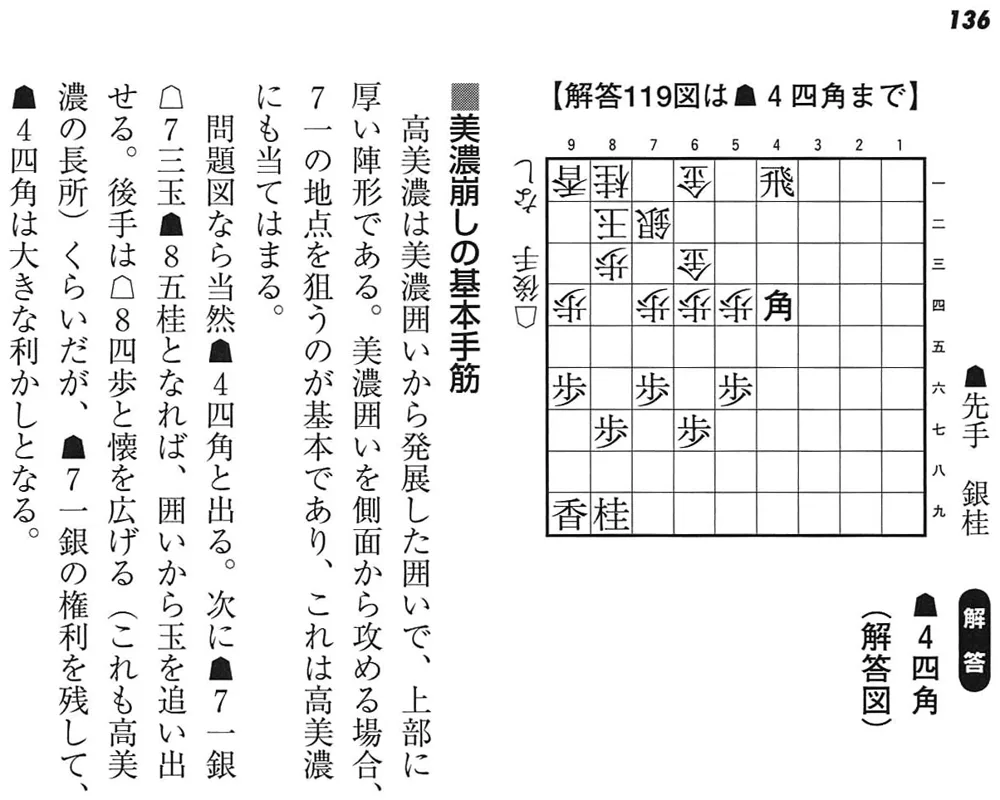 136
【解答119図は☗４四角まで】
9 8 7 6 5 4 3 2 1
香 桂 金 飛 一
王 銀 二
歩 金 三
歩 歩 歩 歩 角 四
五
歩 歩 歩 六
歩 歩 七
八
香 桂 九
☖後手 なし
☗先手 銀桂
解答
☗４四角
（解答図）
■美濃崩しの基本手筋
高美濃は美濃囲いから発展した囲いで、上部に
厚い陣形である。美濃囲いを側面から攻める場合、
７一の地点を狙うのが基本であり、これは高美濃
にも当てはまる。
問題図なら当然☗４四角と出る。次に☗７一銀
☖７三玉☗８五桂となれば、囲いから玉を追い出
せる。後手は☖８四歩と懐を広げる（これも高美
濃の長所）くらいだが、☗７一銀の権利を残して、
☗４四角は大きな利かしとなる。